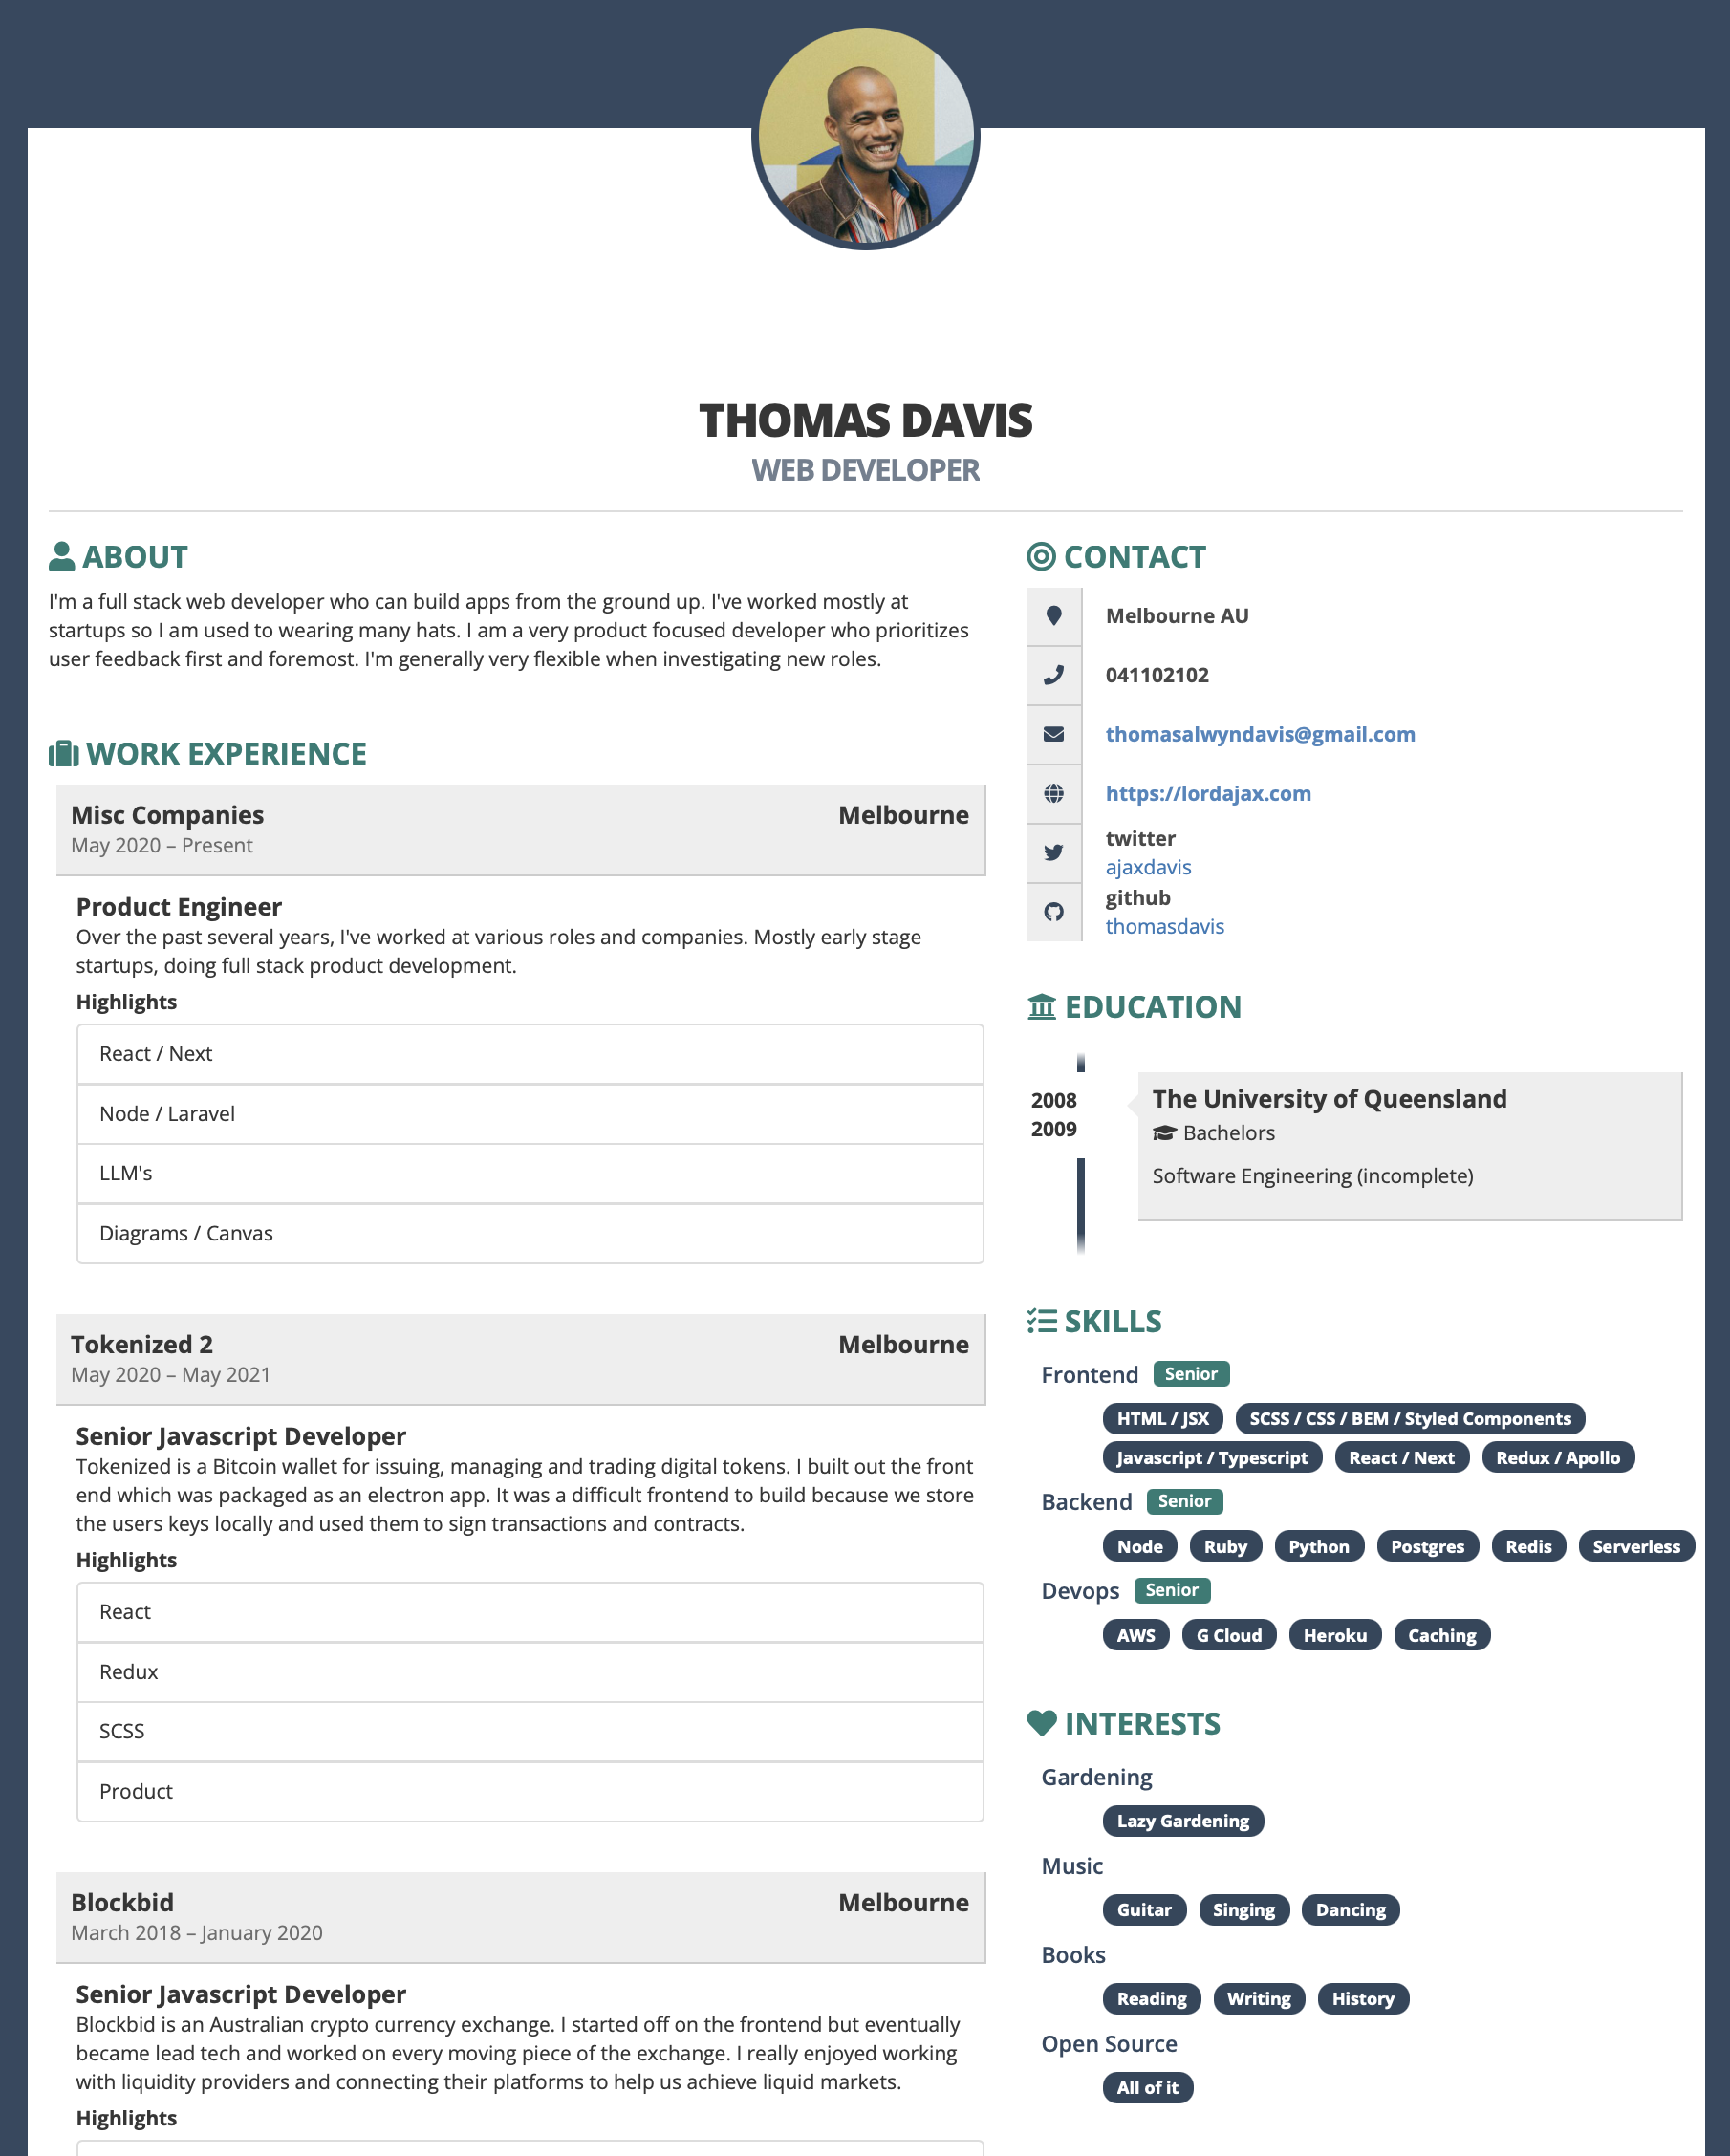 THOMAS DAVIS
WEB DEVELOPER
ABOUT
I'm a full stack web developer who can build apps from the ground up. I've worked mostly at
startups so I am used to wearing many hats. I am a very product focused developer who prioritizes
user feedback first and foremost. I'm generally very flexible when investigating new roles.
WORK EXPERIENCE
Misc Companies Melbourne
May 2020 – Present
Product Engineer
Over the past several years, I've worked at various roles and companies. Mostly early stage
startups, doing full stack product development.
Highlights
React / Next
Node / Laravel
LLM's
Diagrams / Canvas
Tokenized 2 Melbourne
May 2020 – May 2021
Senior Javascript Developer
Tokenized is a Bitcoin wallet for issuing, managing and trading digital tokens. I built out the front
end which was packaged as an electron app. It was a difficult frontend to build because we store
the users keys locally and used them to sign transactions and contracts.
Highlights
React
Redux
SCSS
Product
Blockbid Melbourne
March 2018 – January 2020
Senior Javascript Developer
Blockbid is an Australian crypto currency exchange. I started off on the frontend but eventually
became lead tech and worked on every moving piece of the exchange. I really enjoyed working
with liquidity providers and connecting their platforms to help us achieve liquid markets.
Highlights
CONTACT
Melbourne AU
041102102
thomasalwyndavis@gmail.com
https://lordajax.com
twitter
ajaxdavis
github
thomasdavis
EDUCATION
2008
2009
The University of Queensland
Bachelors
Software Engineering (incomplete)
SKILLS
Frontend Senior
HTML / JSX SCSS / CSS / BEM / Styled Components
Javascript / Typescript React / Next Redux / Apollo
Backend Senior
Node Ruby Python Postgres Redis Serverless
Devops Senior
AWS G Cloud Heroku Caching
INTERESTS
Gardening
Lazy Gardening
Music
Guitar Singing Dancing
Books
Reading Writing History
Open Source
All of it